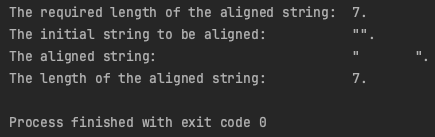 The required length of the aligned string:  7.
The initial string to be aligned:           "".
The aligned string:                         "       ".
The length of the aligned string:           7.
Process finished with exit code 0